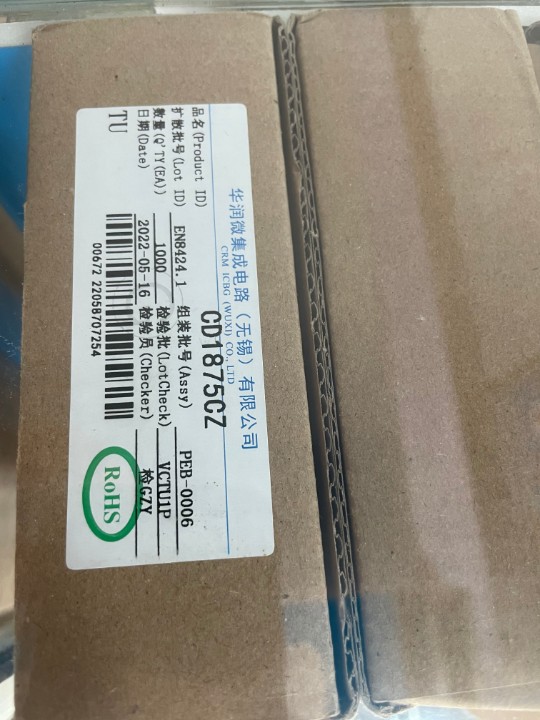 华润微集成电路（无锡）有限公司
CRM ICBG (WUXI) CO., LTD
品名(Product ID) CD1875CZ
扩散批号(Lot ID) EN8424.1 组装批号(Assy) PEB-0006
数量(Q'TY(EA)) 1000 检验批(LotCheck) VCTU1P
日期(Date) 2022-05-16 检验员(Checker) 检GZY
TU
00672 2205B707254
RoHS